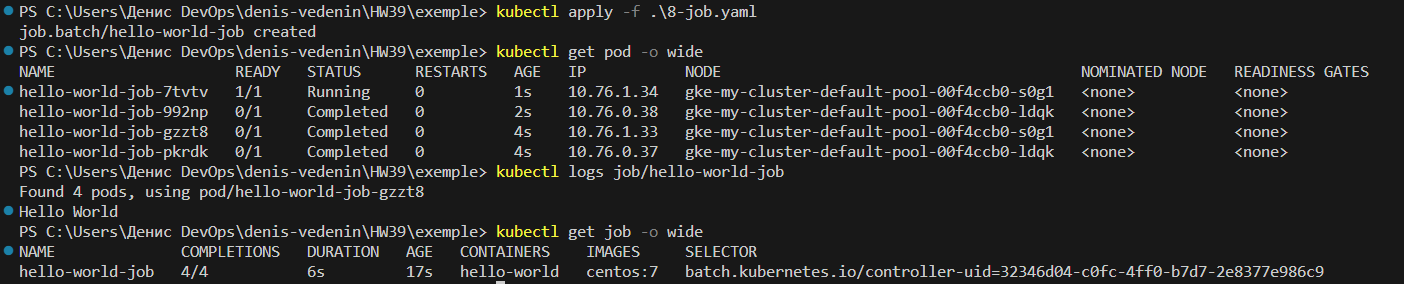 PS C:\Users\Денис DevOps\denis-vedenin\HW39\exemple> kubectl apply -f .\8-job.yaml
job.batch/hello-world-job created
PS C:\Users\Денис DevOps\denis-vedenin\HW39\exemple> kubectl get pod -o wide
NAME READY STATUS RESTARTS AGE IP NODE NOMINATED NODE READINESS GATES
hello-world-job-7tvtv 1/1 Running 0 1s 10.76.1.34 gke-my-cluster-default-pool-00f4ccb0-s0g1 <none> <none>
hello-world-job-992np 0/1 Completed 0 2s 10.76.0.38 gke-my-cluster-default-pool-00f4ccb0-ldqk <none> <none>
hello-world-job-gzzt8 0/1 Completed 0 4s 10.76.1.33 gke-my-cluster-default-pool-00f4ccb0-s0g1 <none> <none>
hello-world-job-pkrdk 0/1 Completed 0 4s 10.76.0.37 gke-my-cluster-default-pool-00f4ccb0-ldqk <none> <none>
PS C:\Users\Денис DevOps\denis-vedenin\HW39\exemple> kubectl logs job/hello-world-job
Found 4 pods, using pod/hello-world-job-gzzt8
Hello World
PS C:\Users\Денис DevOps\denis-vedenin\HW39\exemple> kubectl get job -o wide
NAME COMPLETIONS DURATION AGE CONTAINERS IMAGES SELECTOR
hello-world-job 4/4 6s 17s hello-world centos:7 batch.kubernetes.io/controller-uid=32346d04-c0fc-4ff0-b7d7-2e8377e986c9